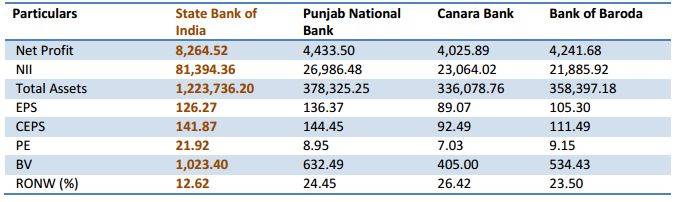 Particulars State Bank of India Punjab National Bank Canara Bank Bank of Baroda
Net Profit 8,264.52 4,433.50 4,025.89 4,241.68
NII 81,394.36 26,986.48 23,064.02 21,885.92
Total Assets 1,223,736.20 378,325.25 336,078.76 358,397.18
EPS 126.27 136.37 89.07 105.30
CEPS 141.87 144.45 92.49 111.49
PE 21.92 8.95 7.03 9.15
BV 1,023.40 632.49 405.00 534.43
RONW (%) 12.62 24.45 26.42 23.50